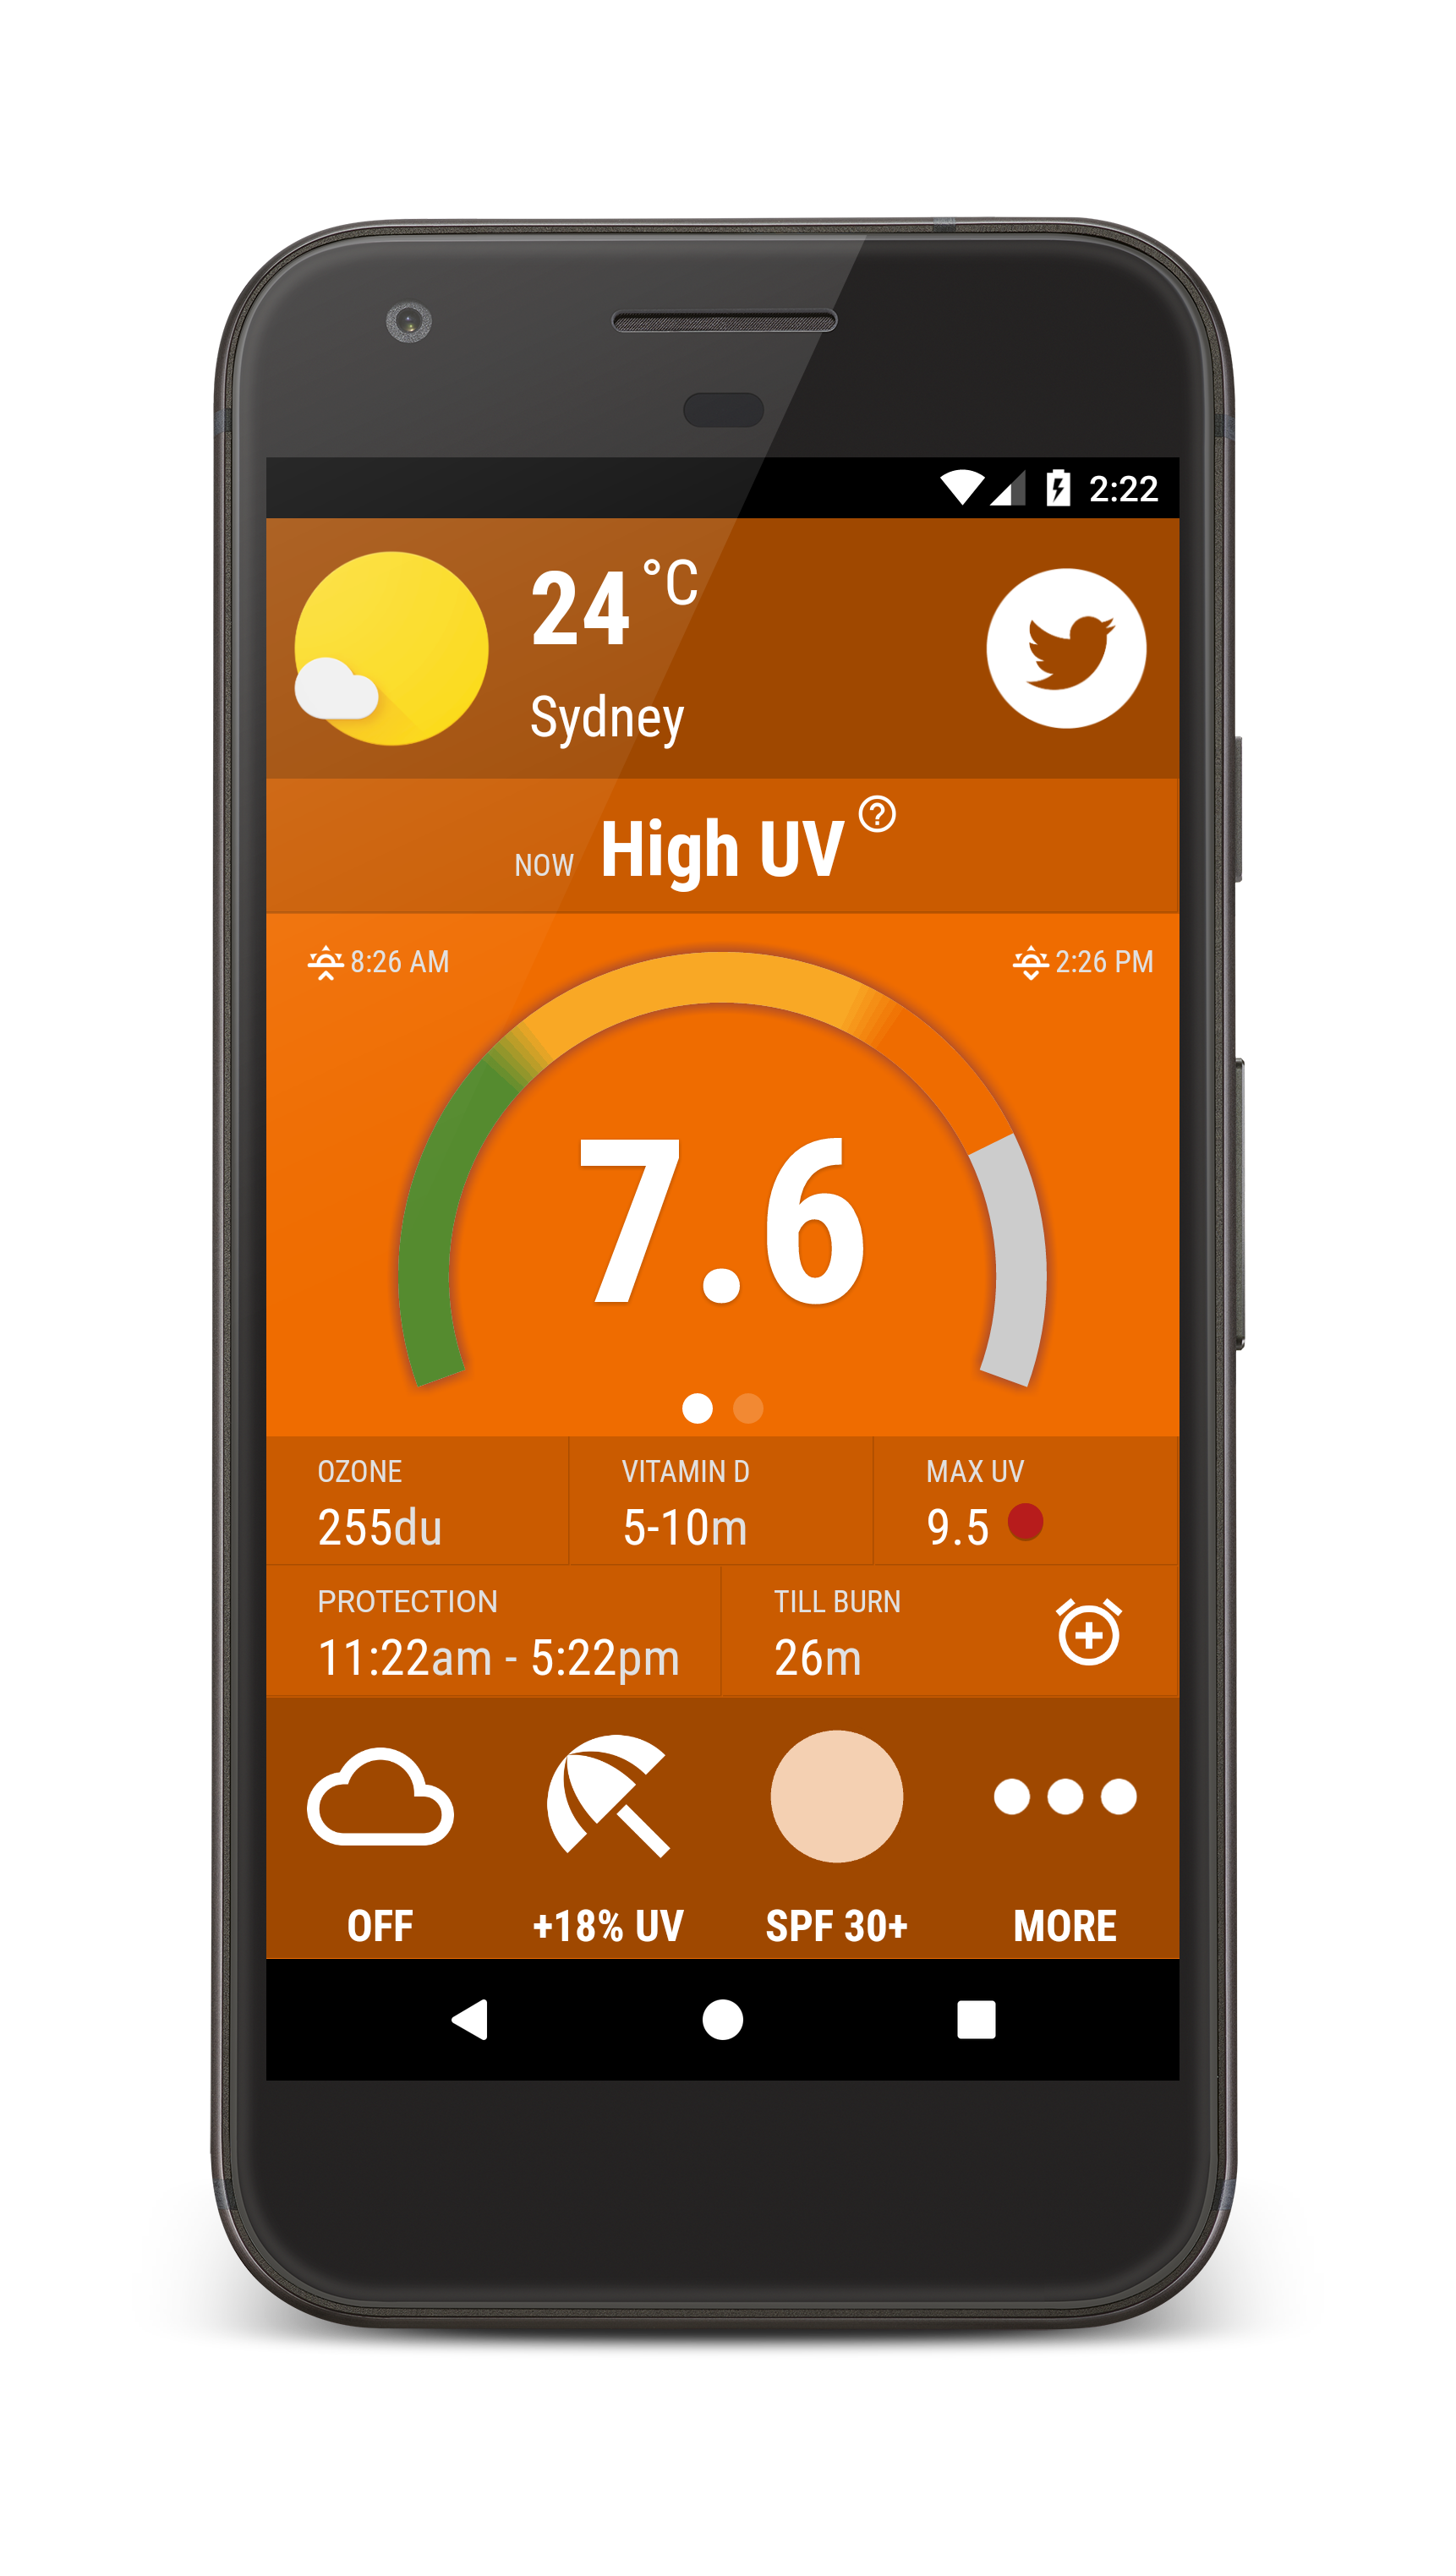 2:22
24 °C
Sydney
NOW High UV ?
8:26 AM 2:26 PM
7.6
OZONE VITAMIN D MAX UV
255du 5-10m 9.5
PROTECTION TILL BURN
11:22am - 5:22pm 26m
OFF +18% UV SPF 30+ MORE